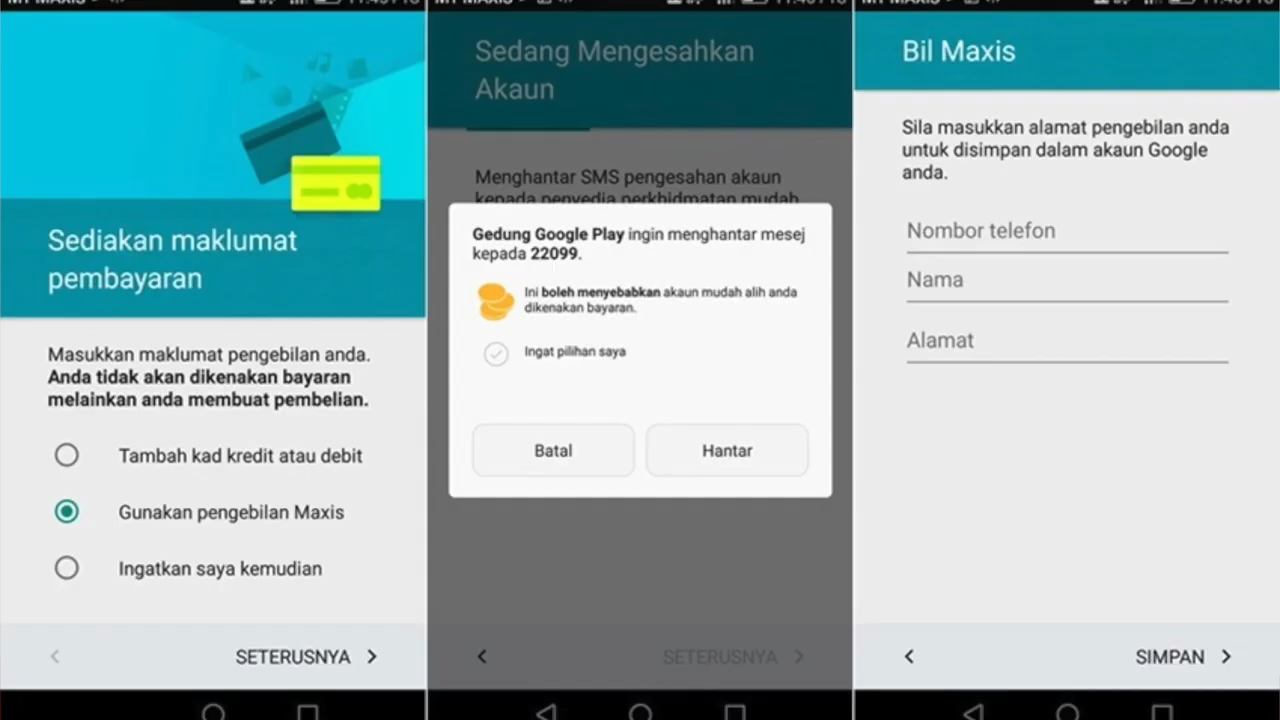 Sediakan maklumat
pembayaran
Masukkan maklumat pengebilan anda.
Anda tidak akan dikenakan bayaran
melainkan anda membuat pembelian.
Tambah kad kredit atau debit
Gunakan pengebilan Maxis
Ingatkan saya kemudian
SETERUSNYA
Sedang Mengesahkan
Akaun
Menghantar SMS pengesahan akaun
kepada penyedia perkhidmatan mudah
Gedung Google Play ingin menghantar mesej
kepada 22099.
Ini boleh menyebabkan akaun mudah alih anda
dikenakan bayaran.
Ingat pilihan saya
Batal
Hantar
SETERUSNYA
Bil Maxis
Sila masukkan alamat pengebilan anda
untuk disimpan dalam akaun Google
anda.
Nombor telefon
Nama
Alamat
SIMPAN